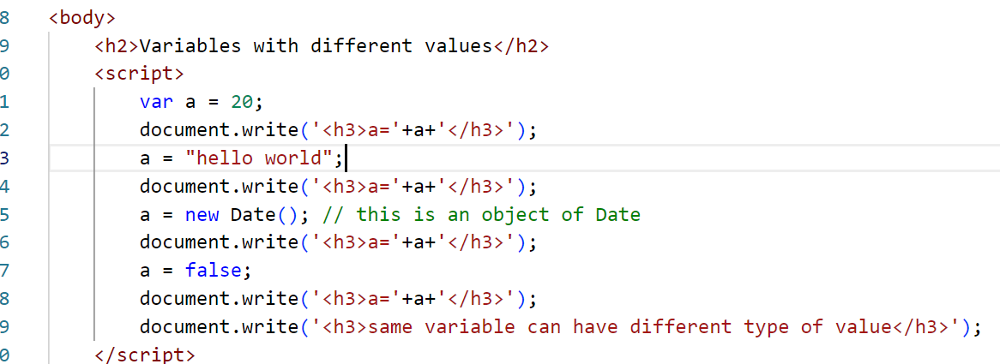 8 <body>
9 <h2>Variables with different values</h2>
0 <script>
1 var a = 20;
2 document.write('<h3>a='+a+'</h3>');
3 a = "hello world";
4 document.write('<h3>a='+a+'</h3>');
5 a = new Date(); // this is an object of Date
6 document.write('<h3>a='+a+'</h3>');
7 a = false;
8 document.write('<h3>a='+a+'</h3>');
9 document.write('<h3>same variable can have different type of value</h3>');
0 </script>